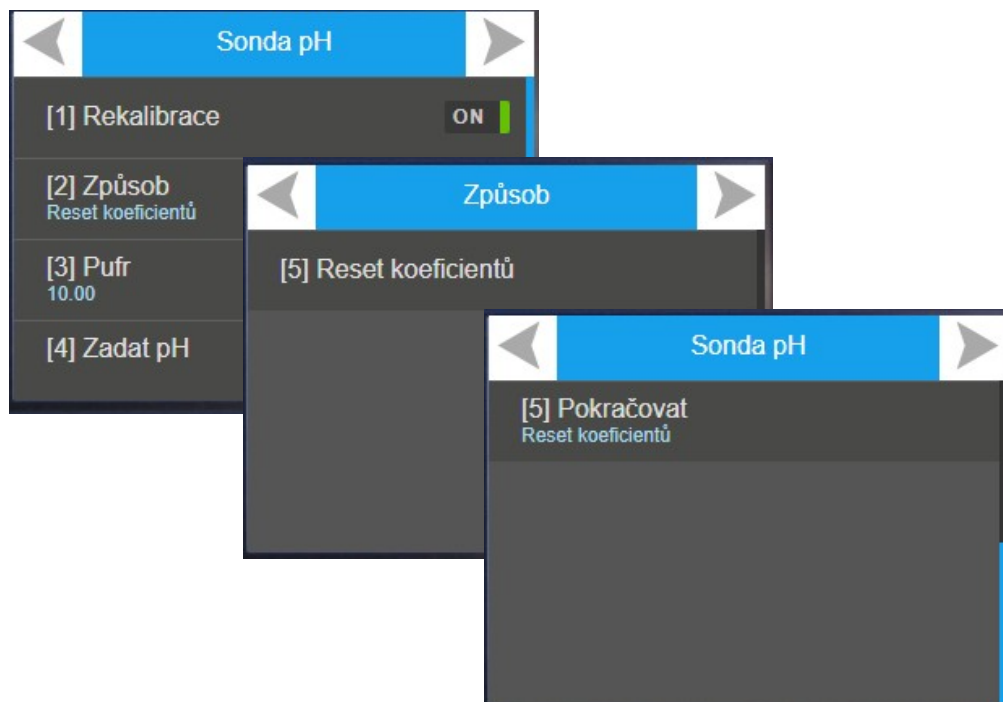 Sonda pH
[1] Rekalibrace
ON
[2] Způsob
Reset koeficientů
[3] Pufr
10.00
[4] Zadat pH
Způsob
[5] Reset koeficientů
Sonda pH
[5] Pokračovat
Reset koeficientů